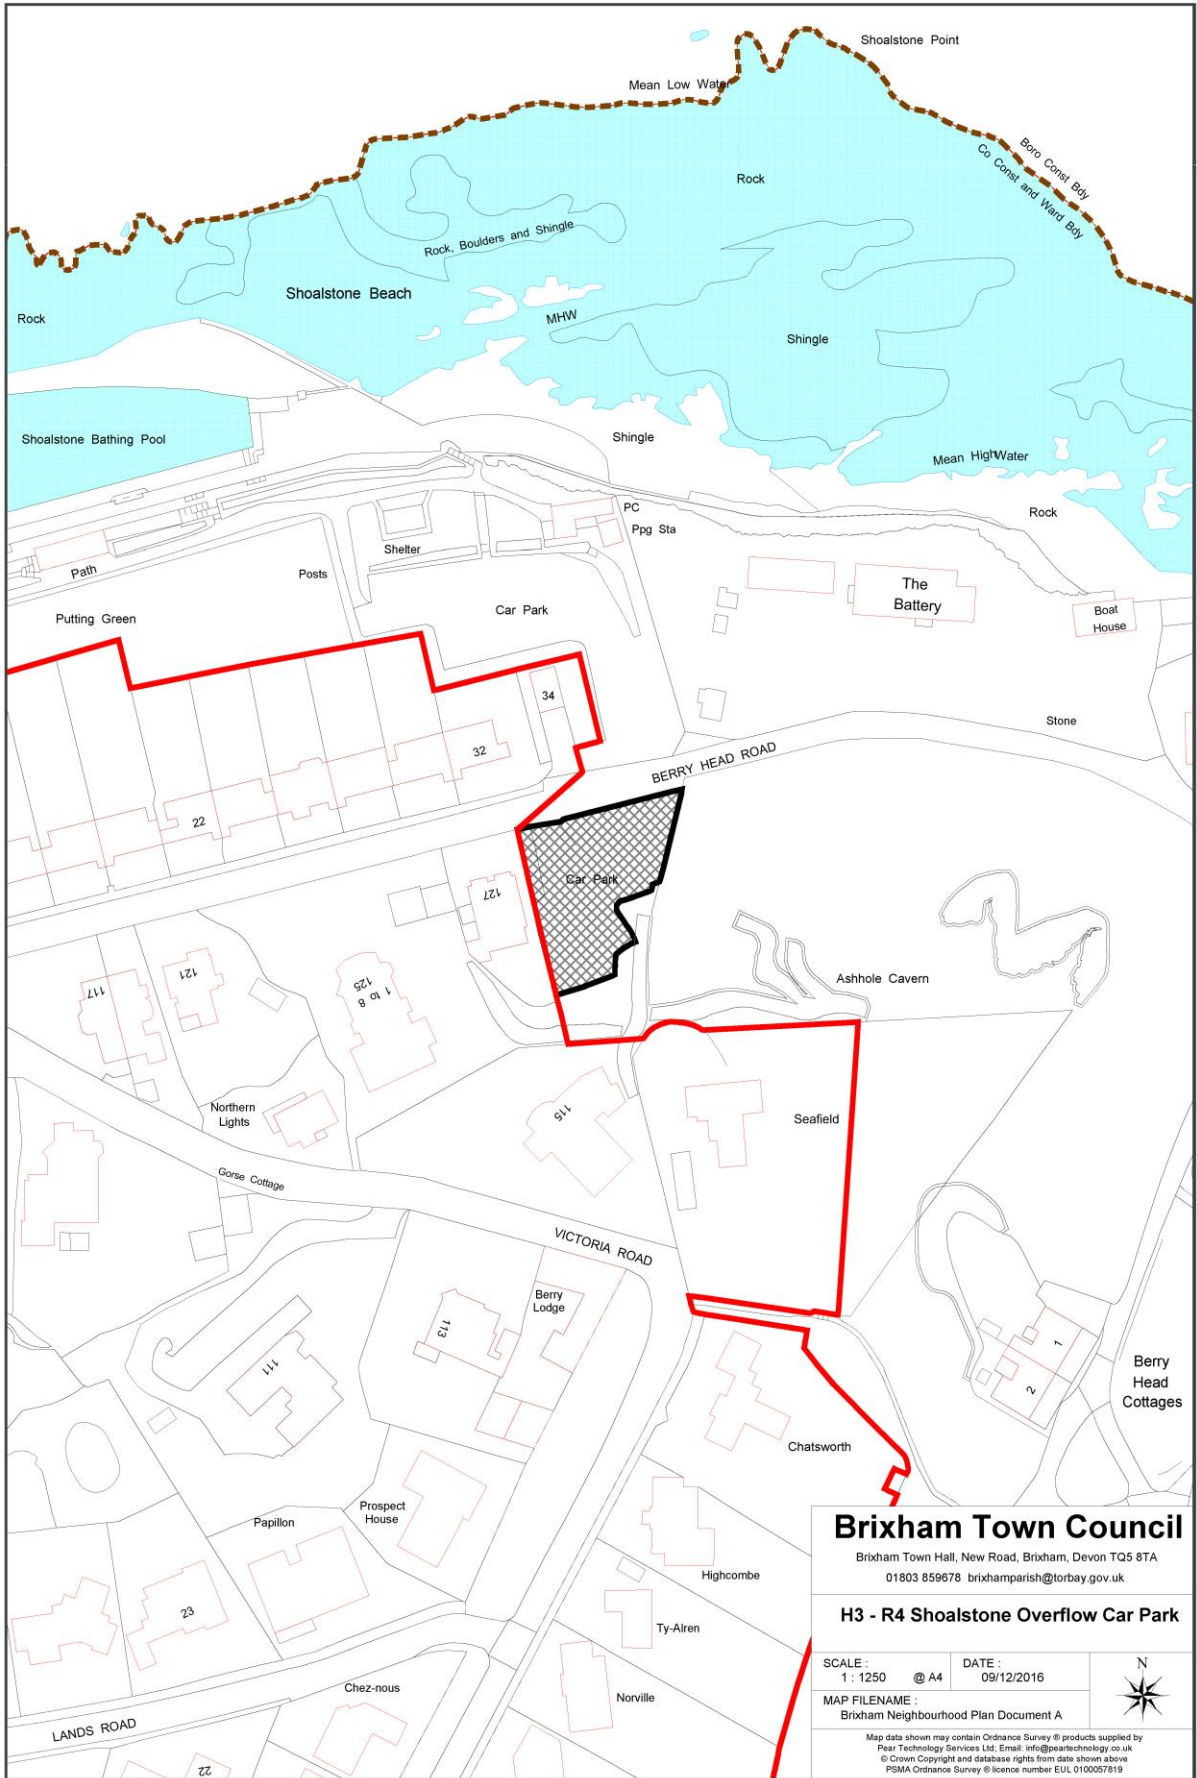 Shoalstone Point
Mean Low Water
Boro Const Bdy
Co Const and Ward Bdy
Rock
Rock, Boulders and Shingle
Shoalstone Beach
MHW
Rock
Shingle
Shoalstone Bathing Pool
Shingle
Mean High Water
Rock
PC
Ppg Sta
Shelter
Path
Posts
Car Park
Putting Green
The
Battery
Boat
House
34
32
22
Stone
BERRY HEAD ROAD
Car Park
127
121
117
1 to 8
125
Ashhole Cavern
Northern
Lights
115
Seafield
Gorse Cottage
VICTORIA ROAD
Berry
Lodge
113
111
1
2
Berry
Head
Cottages
Chatsworth
Prospect
House
Papillon
Highcombe
23
Ty-Alren
Norville
Chez-nous
LANDS ROAD
22
Brixham Town Council
Brixham Town Hall, New Road, Brixham, Devon TQ5 8TA
01803 859678 brixhamparish@torbay.gov.uk
H3 - R4 Shoalstone Overflow Car Park
SCALE :
1 : 1250 @ A4
DATE :
09/12/2016
N
MAP FILENAME :
Brixham Neighbourhood Plan Document A
Map data shown may contain Ordnance Survey ® products supplied by
Pear Technology Services Ltd; Email: info@peartechnology.co.uk
© Crown Copyright and database rights from date shown above
PSMA Ordnance Survey ® licence number EUL 0100057819